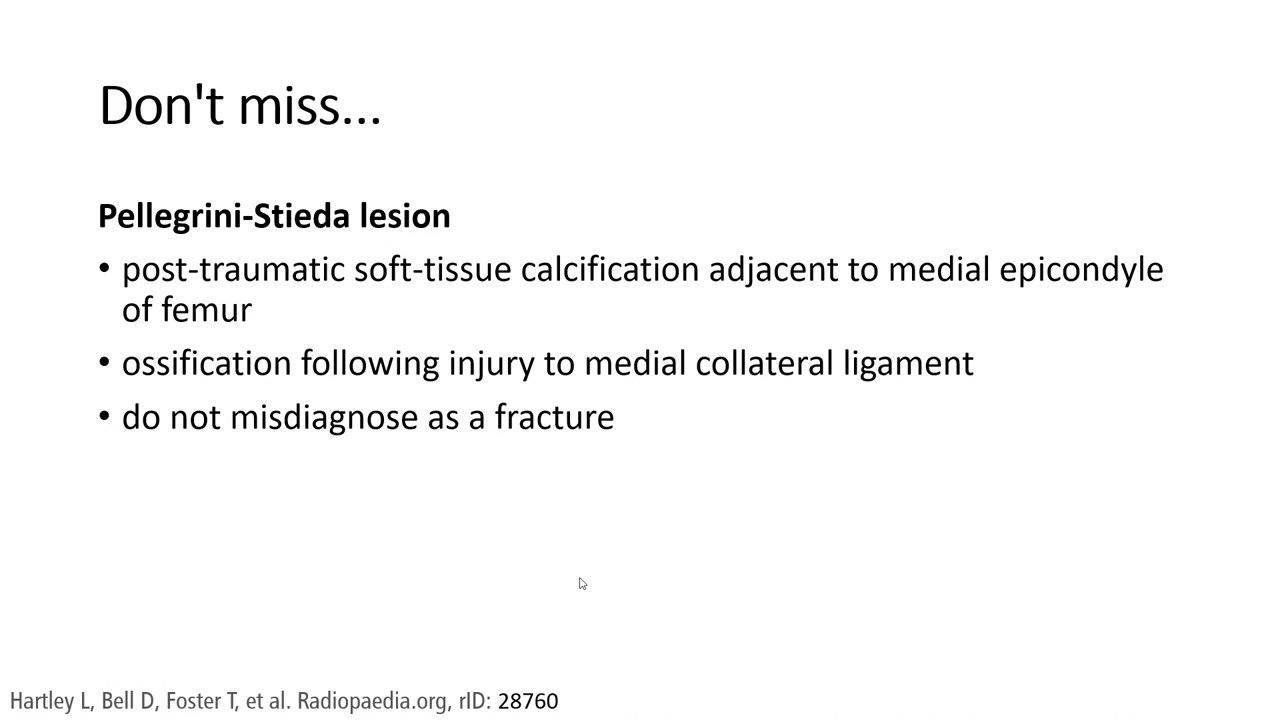 Don't miss...
Pellegrini-Stieda lesion
• post-traumatic soft-tissue calcification adjacent to medial epicondyle
of femur
• ossification following injury to medial collateral ligament
• do not misdiagnose as a fracture
Hartley L, Bell D, Foster T, et al. Radiopaedia.org, rID: 28760